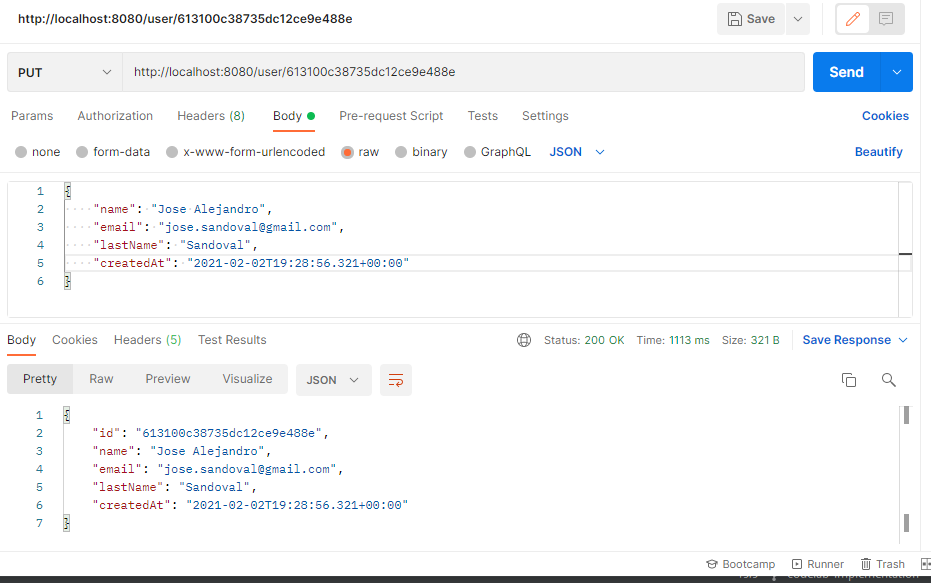 http://localhost:8080/user/613100c38735dc12ce9e488e
Save
PUT
http://localhost:8080/user/613100c38735dc12ce9e488e
Send
Params Authorization Headers (8) Body Pre-request Script Tests Settings Cookies
none form-data x-www-form-urlencoded raw binary GraphQL JSON Beautify
1 {
2 "name": "Jose Alejandro",
3 "email": "jose.sandoval@gmail.com",
4 "lastName": "Sandoval",
5 "createdAt": "2021-02-02T19:28:56.321+00:00"
6 }
Body Cookies Headers (5) Test Results Status: 200 OK Time: 1113 ms Size: 321 B Save Response
Pretty Raw Preview Visualize JSON
1 {
2 "id": "613100c38735dc12ce9e488e",
3 "name": "Jose Alejandro",
4 "email": "jose.sandoval@gmail.com",
5 "lastName": "Sandoval",
6 "createdAt": "2021-02-02T19:28:56.321+00:00"
7 }
Bootcamp Runner Trash